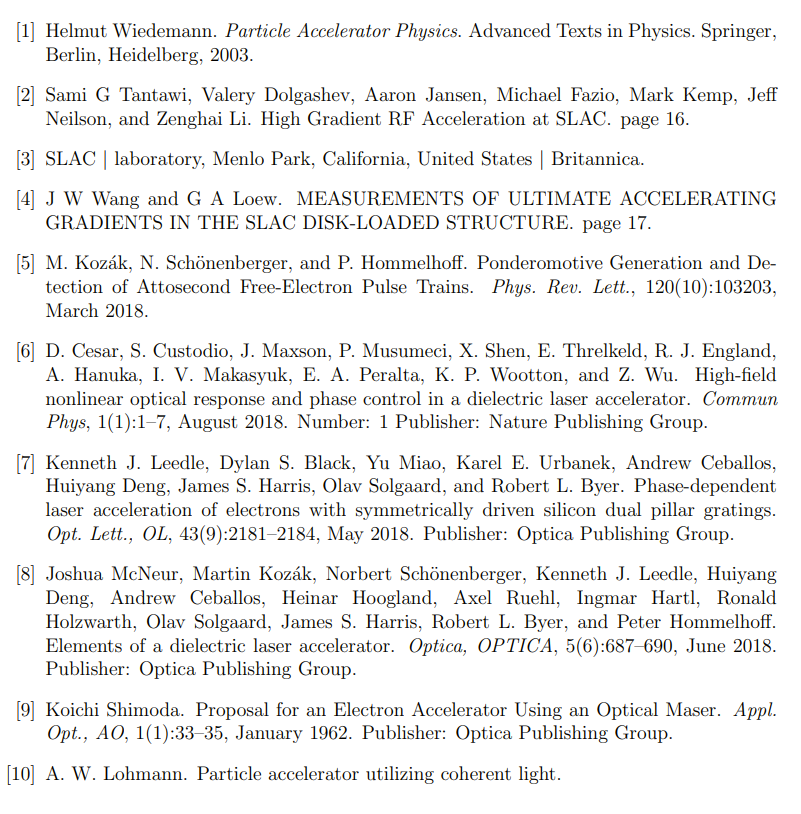 [1] Helmut Wiedemann. Particle Accelerator Physics. Advanced Texts in Physics. Springer,
Berlin, Heidelberg, 2003.
[2] Sami G Tantawi, Valery Dolgashev, Aaron Jansen, Michael Fazio, Mark Kemp, Jeff
Neilson, and Zenghai Li. High Gradient RF Acceleration at SLAC. page 16.
[3] SLAC | laboratory, Menlo Park, California, United States | Britannica.
[4] J W Wang and G A Loew. MEASUREMENTS OF ULTIMATE ACCELERATING
GRADIENTS IN THE SLAC DISK-LOADED STRUCTURE. page 17.
[5] M. Kozák, N. Schönenberger, and P. Hommelhoff. Ponderomotive Generation and De-
tection of Attosecond Free-Electron Pulse Trains. Phys. Rev. Lett., 120(10):103203,
March 2018.
[6] D. Cesar, S. Custodio, J. Maxson, P. Musumeci, X. Shen, E. Threlkeld, R. J. England,
A. Hanuka, I. V. Makasyuk, E. A. Peralta, K. P. Wootton, and Z. Wu. High-field
nonlinear optical response and phase control in a dielectric laser accelerator. Commun
Phys, 1(1):1–7, August 2018. Number: 1 Publisher: Nature Publishing Group.
[7] Kenneth J. Leedle, Dylan S. Black, Yu Miao, Karel E. Urbanek, Andrew Ceballos,
Huiyang Deng, James S. Harris, Olav Solgaard, and Robert L. Byer. Phase-dependent
laser acceleration of electrons with symmetrically driven silicon dual pillar gratings.
Opt. Lett., OL, 43(9):2181–2184, May 2018. Publisher: Optica Publishing Group.
[8] Joshua McNeur, Martin Kozák, Norbert Schönenberger, Kenneth J. Leedle, Huiyang
Deng, Andrew Ceballos, Heinar Hoogland, Axel Ruehl, Ingmar Hartl, Ronald
Holzwarth, Olav Solgaard, James S. Harris, Robert L. Byer, and Peter Hommelhoff.
Elements of a dielectric laser accelerator. Optica, OPTICA, 5(6):687–690, June 2018.
Publisher: Optica Publishing Group.
[9] Koichi Shimoda. Proposal for an Electron Accelerator Using an Optical Maser. Appl.
Opt., AO, 1(1):33–35, January 1962. Publisher: Optica Publishing Group.
[10] A. W. Lohmann. Particle accelerator utilizing coherent light.